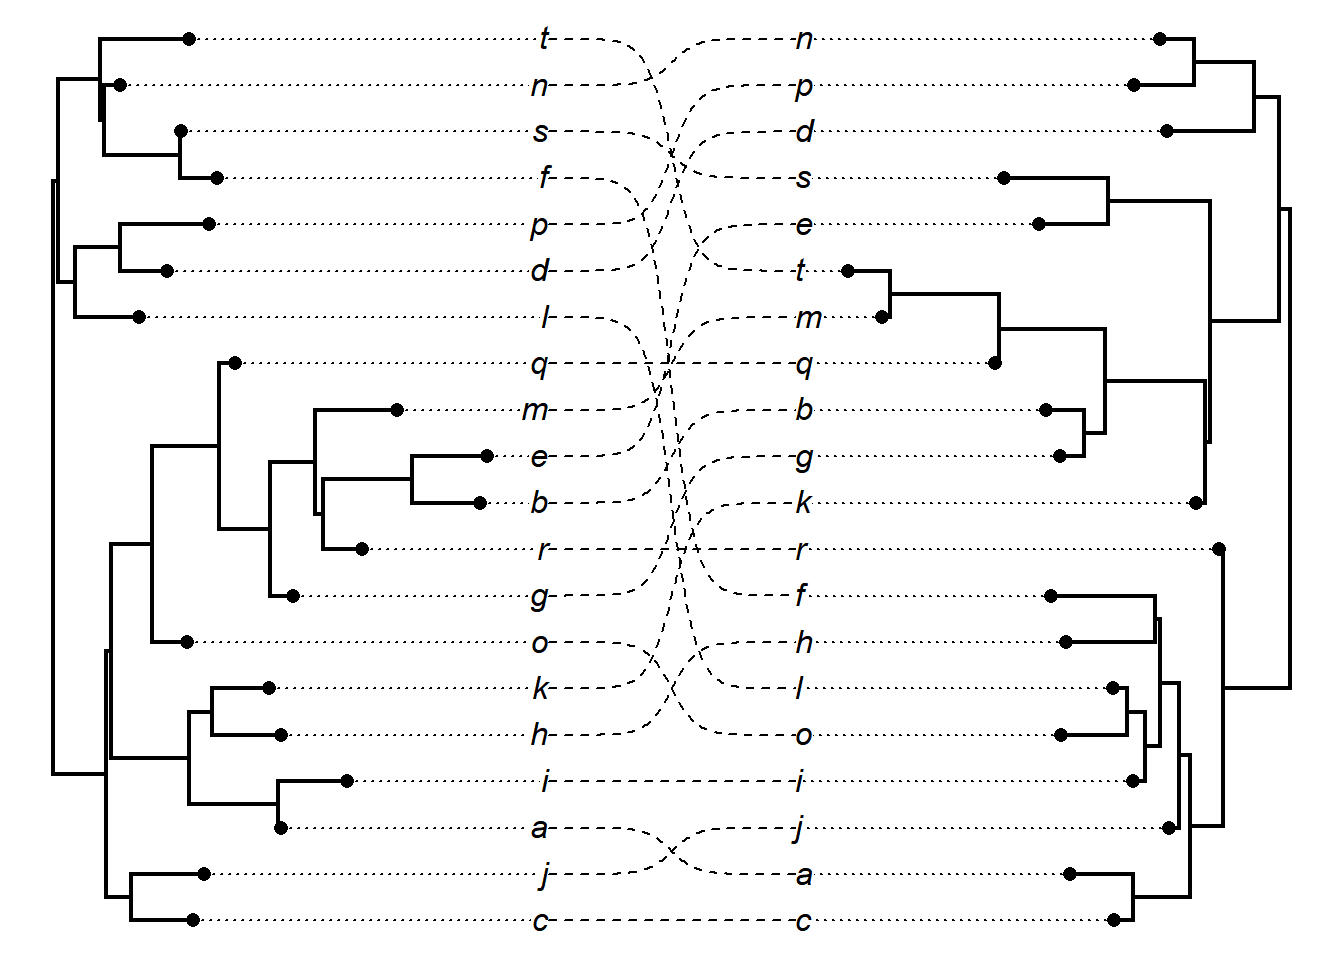 t n
n p
s d
f s
p e
d t
l m
q q
m b
e g
b k
r r
g f
o h
k l
h o
i i
a j
j a
c c